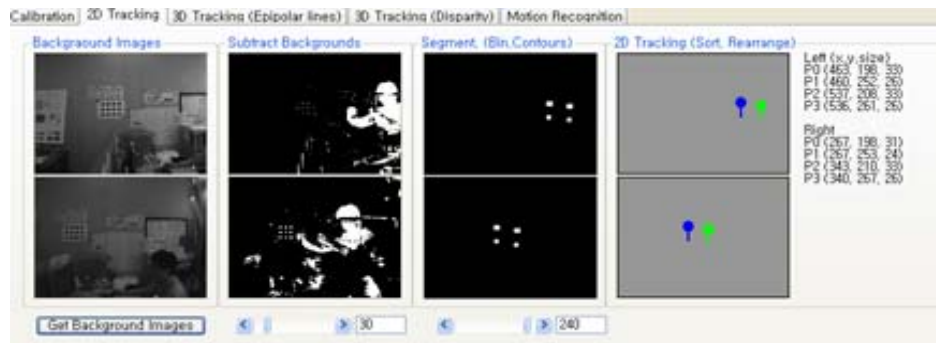 Calibration 2D Tracking 3D Tracking (Epipolar lines) 3D Tracking (Disparity) Motion Recognition
Backgraound Images
Subtract Backgrounds
Segment, (Bin,Contours)
2D Tracking (Sort, Rearrange)
Left (x,y,size)
P0 (463, 198, 33)
P1 (460, 252, 26)
P2 (537, 208, 33)
P3 (536, 261, 26)
Right
P0 (267, 198, 31)
P1 (267, 253, 24)
P2 (343, 210, 33)
P3 (340, 267, 26)
Get Background Images
30
240